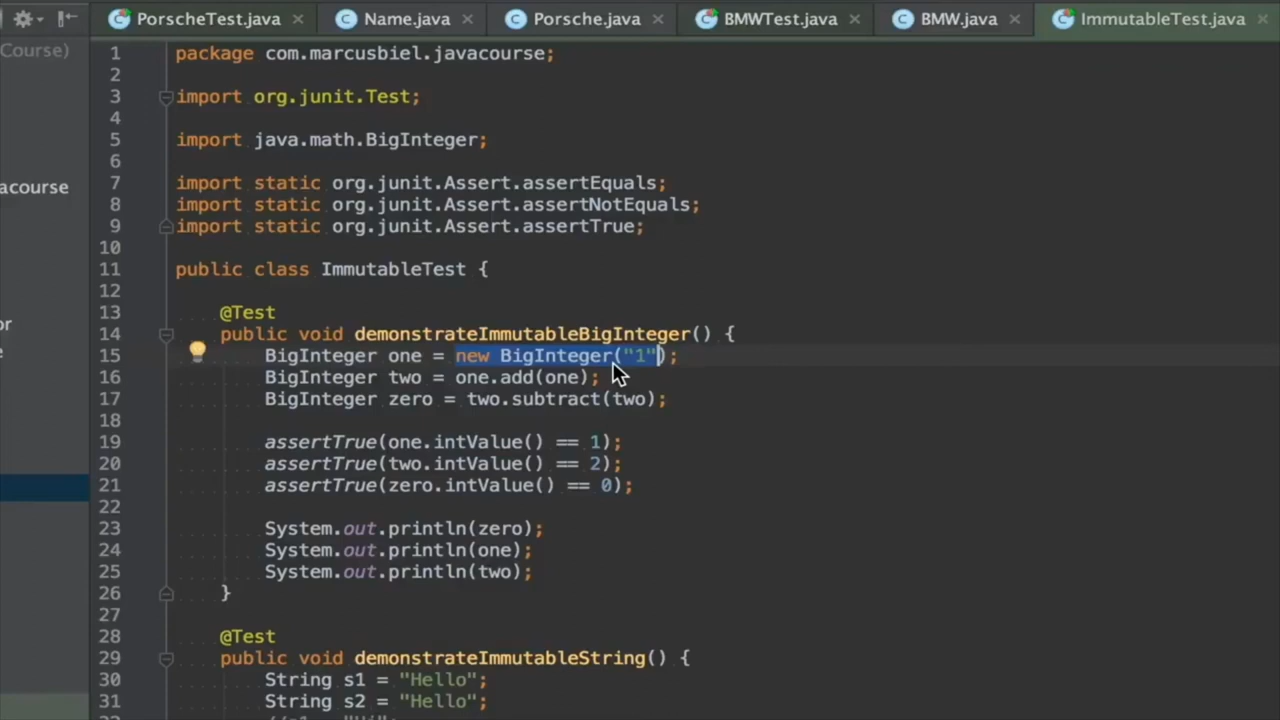 PorscheTest.java × Name.java × Porsche.java × BMWTest.java × BMW.java × ImmutableTest.java ×
Course)
acourse
or
1 package com.marcusbiel.javacourse;
2
3 import org.junit.Test;
4
5 import java.math.BigInteger;
6
7 import static org.junit.Assert.assertEquals;
8 import static org.junit.Assert.assertNotEquals;
9 import static org.junit.Assert.assertTrue;
10
11 public class ImmutableTest {
12
13 @Test
14 public void demonstrateImmutableBigInteger() {
15 BigInteger one = new BigInteger("1");
16 BigInteger two = one.add(one);
17 BigInteger zero = two.subtract(two);
18
19 assertTrue(one.intValue() == 1);
20 assertTrue(two.intValue() == 2);
21 assertTrue(zero.intValue() == 0);
22
23 System.out.println(zero);
24 System.out.println(one);
25 System.out.println(two);
26 }
27
28 @Test
29 public void demonstrateImmutableString() {
30 String s1 = "Hello";
31 String s2 = "Hello";